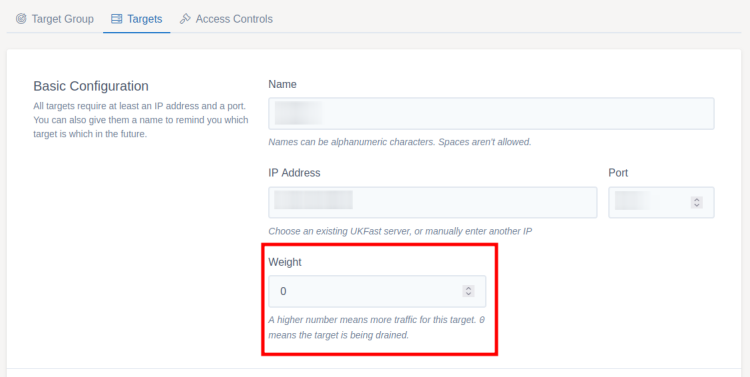 Target Group Targets Access Controls
Basic Configuration
All targets require at least an IP address and a port.
You can also give them a name to remind you which
target is which in the future.
Name
Names can be alphanumeric characters. Spaces aren't allowed.
IP Address Port
Choose an existing UKFast server, or manually enter another IP
Weight
0
A higher number means more traffic for this target. 0
means the target is being drained.